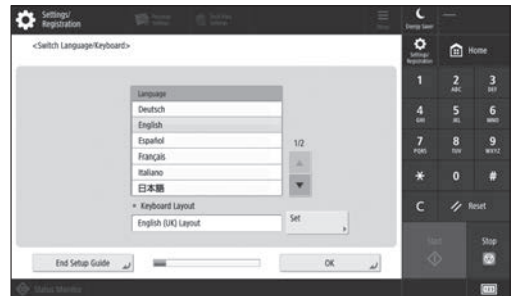 Settings/
Registration
Energy Saver
<Switch Language/Keyboard>
Settings/
Registration
Home
Language
Deutsch
English
Español
Français
Italiano
日本語
1/2
Keyboard Layout
English (UK) Layout
Set
End Setup Guide
OK
1
2 ABC
3 DEF
4 GHI
5 JKL
6 MNO
7 PQRS
8 TUV
9 WXYZ
*
0
#
C
Reset
Start
Stop
Status Monitor